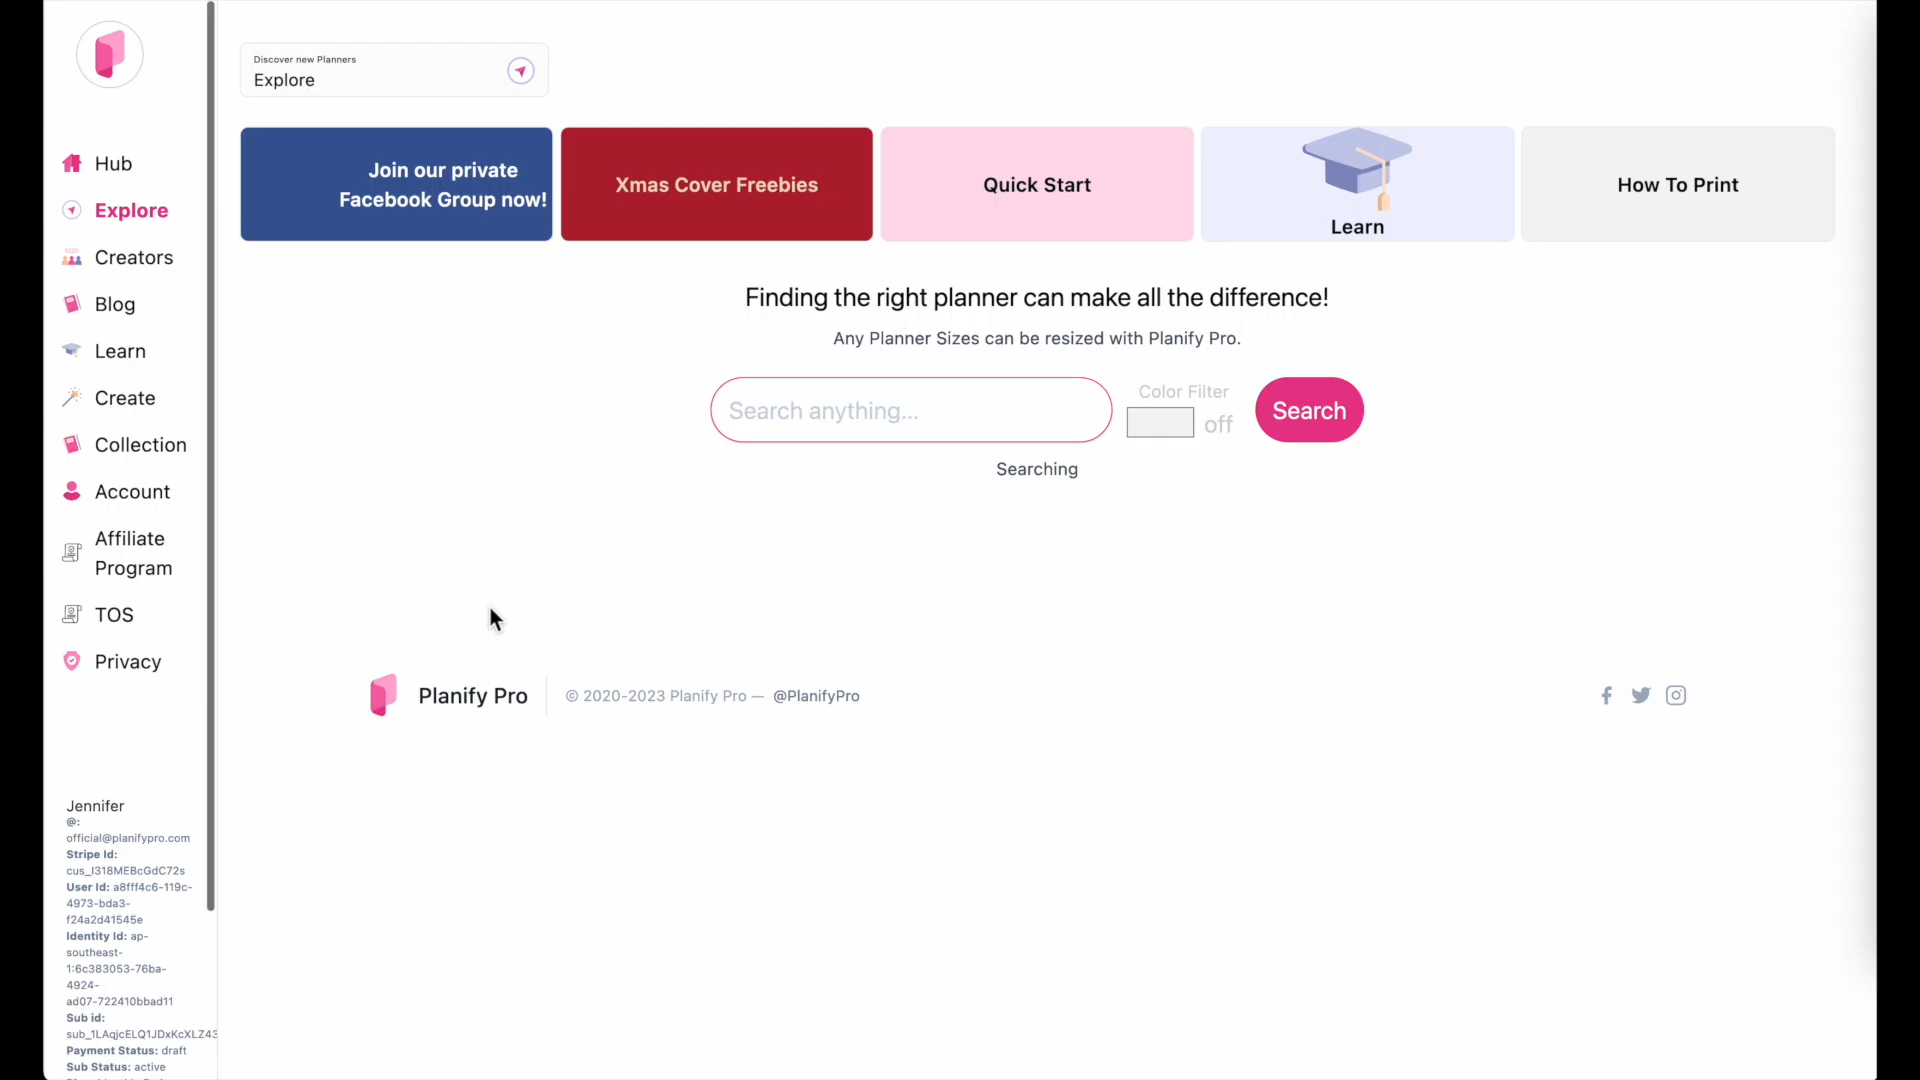 Hub
Explore
Creators
Blog
Learn
Create
Collection
Account
Affiliate
Program
TOS
Privacy
Jennifer
@:
official@planifypro.com
Stripe Id:
cus_I318MEBcGdC72s
User Id: a8fff4c6-119c-
4973-bda3-
f24a2d41545e
Identity Id: ap-
southeast-
1:6c383053-76ba-
4924-
ad07-722410bbad11
Sub id:
sub_1LAqjcELQ1JDxKcXLZ43
Payment Status: draft
Sub Status: active
Discover new Planners
Explore
Join our private
Facebook Group now!
Xmas Cover Freebies
Quick Start
Learn
How To Print
Finding the right planner can make all the difference!
Any Planner Sizes can be resized with Planify Pro.
Search anything...
Color Filter
off
Search
Searching
Planify Pro
© 2020-2023 Planify Pro — @PlanifyPro